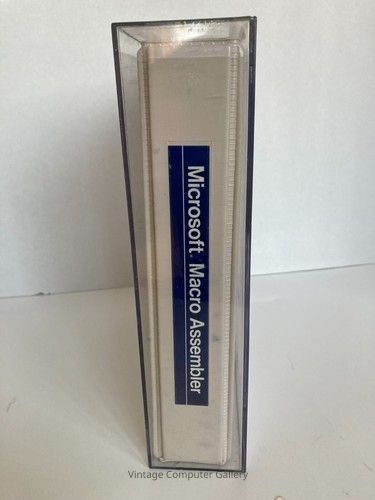 Microsoft® Macro Assembler
Vintage Computer Gallery